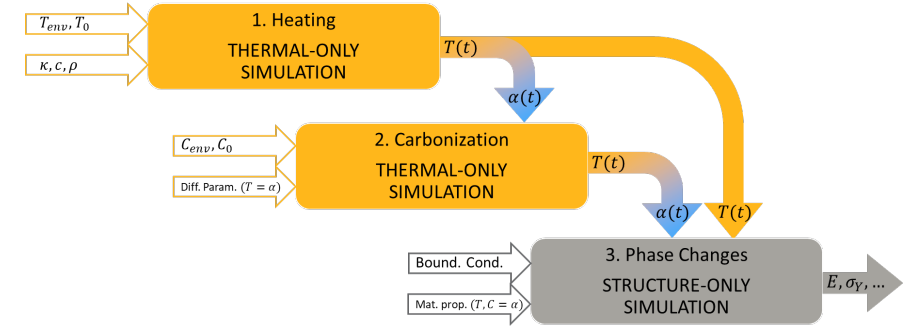 T_env, T_0
κ, c, ρ
1. Heating
THERMAL-ONLY
SIMULATION
T(t)
α(t)
C_env, C_0
Diff. Param. (T = α)
2. Carbonization
THERMAL-ONLY
SIMULATION
T(t)
α(t)
T(t)
Bound. Cond.
Mat. prop. (T, C = α)
3. Phase Changes
STRUCTURE-ONLY
SIMULATION
E, σ_Y, ...